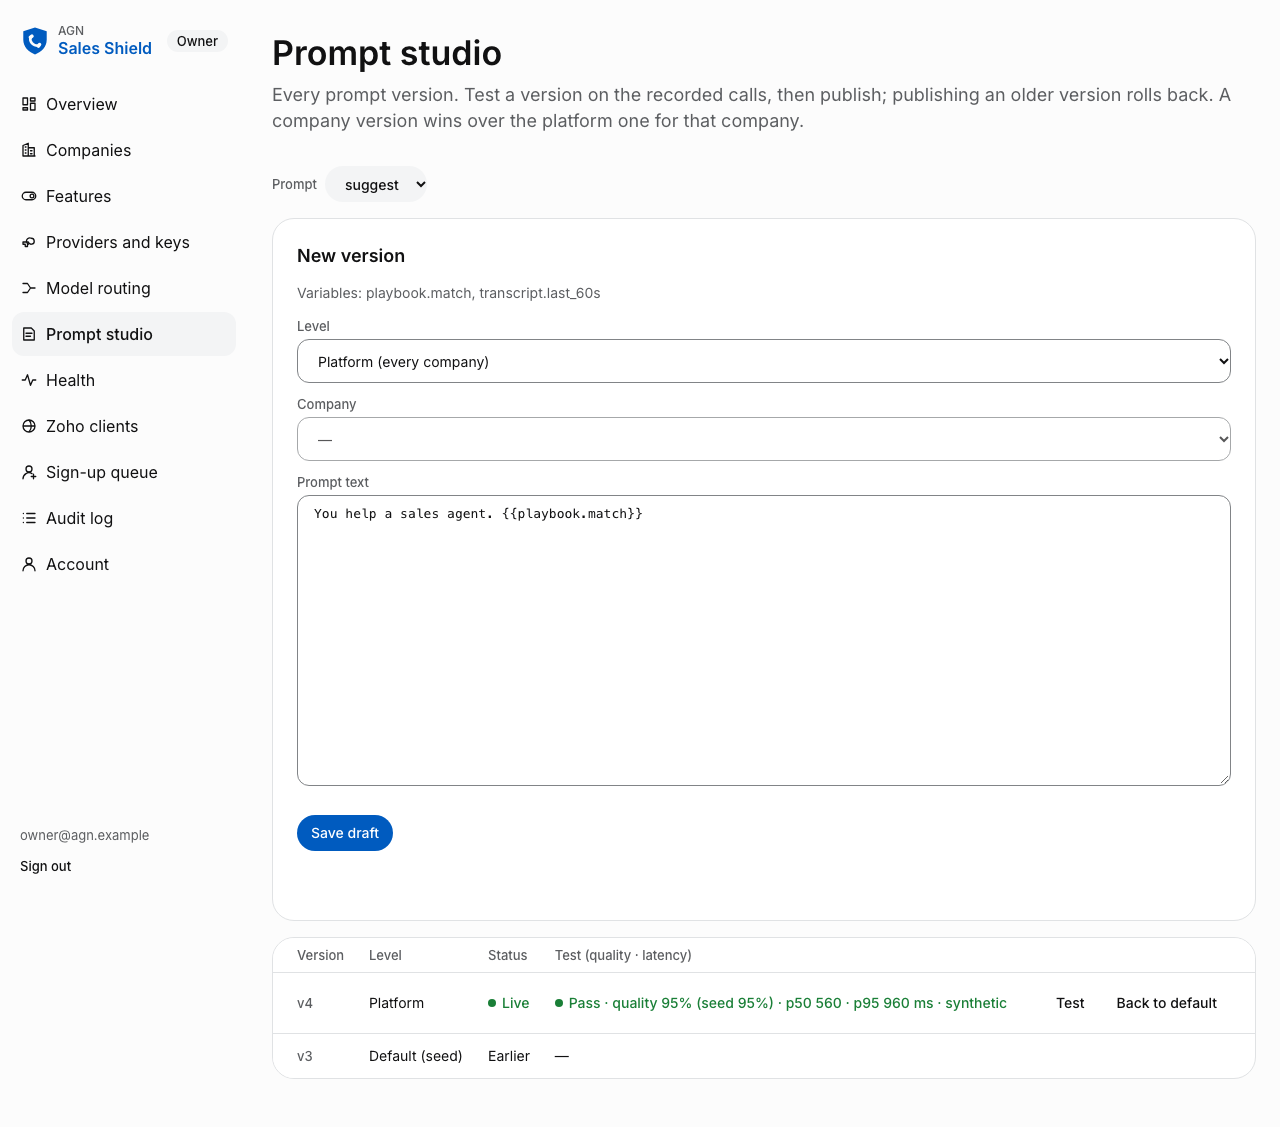 AGN
Sales Shield
Owner
Overview
Companies
Features
Providers and keys
Model routing
Prompt studio
Health
Zoho clients
Sign-up queue
Audit log
Account
owner@agn.example
Sign out
Prompt studio
Every prompt version. Test a version on the recorded calls, then publish; publishing an older version rolls back. A
company version wins over the platform one for that company.
Prompt suggest
New version
Variables: playbook.match, transcript.last_60s
Level
Platform (every company)
Company
—
Prompt text
You help a sales agent. {{playbook.match}}
Save draft
Version Level Status Test (quality · latency)
v4 Platform Live Pass · quality 95% (seed 95%) · p50 560 · p95 960 ms · synthetic Test Back to default
v3 Default (seed) Earlier —